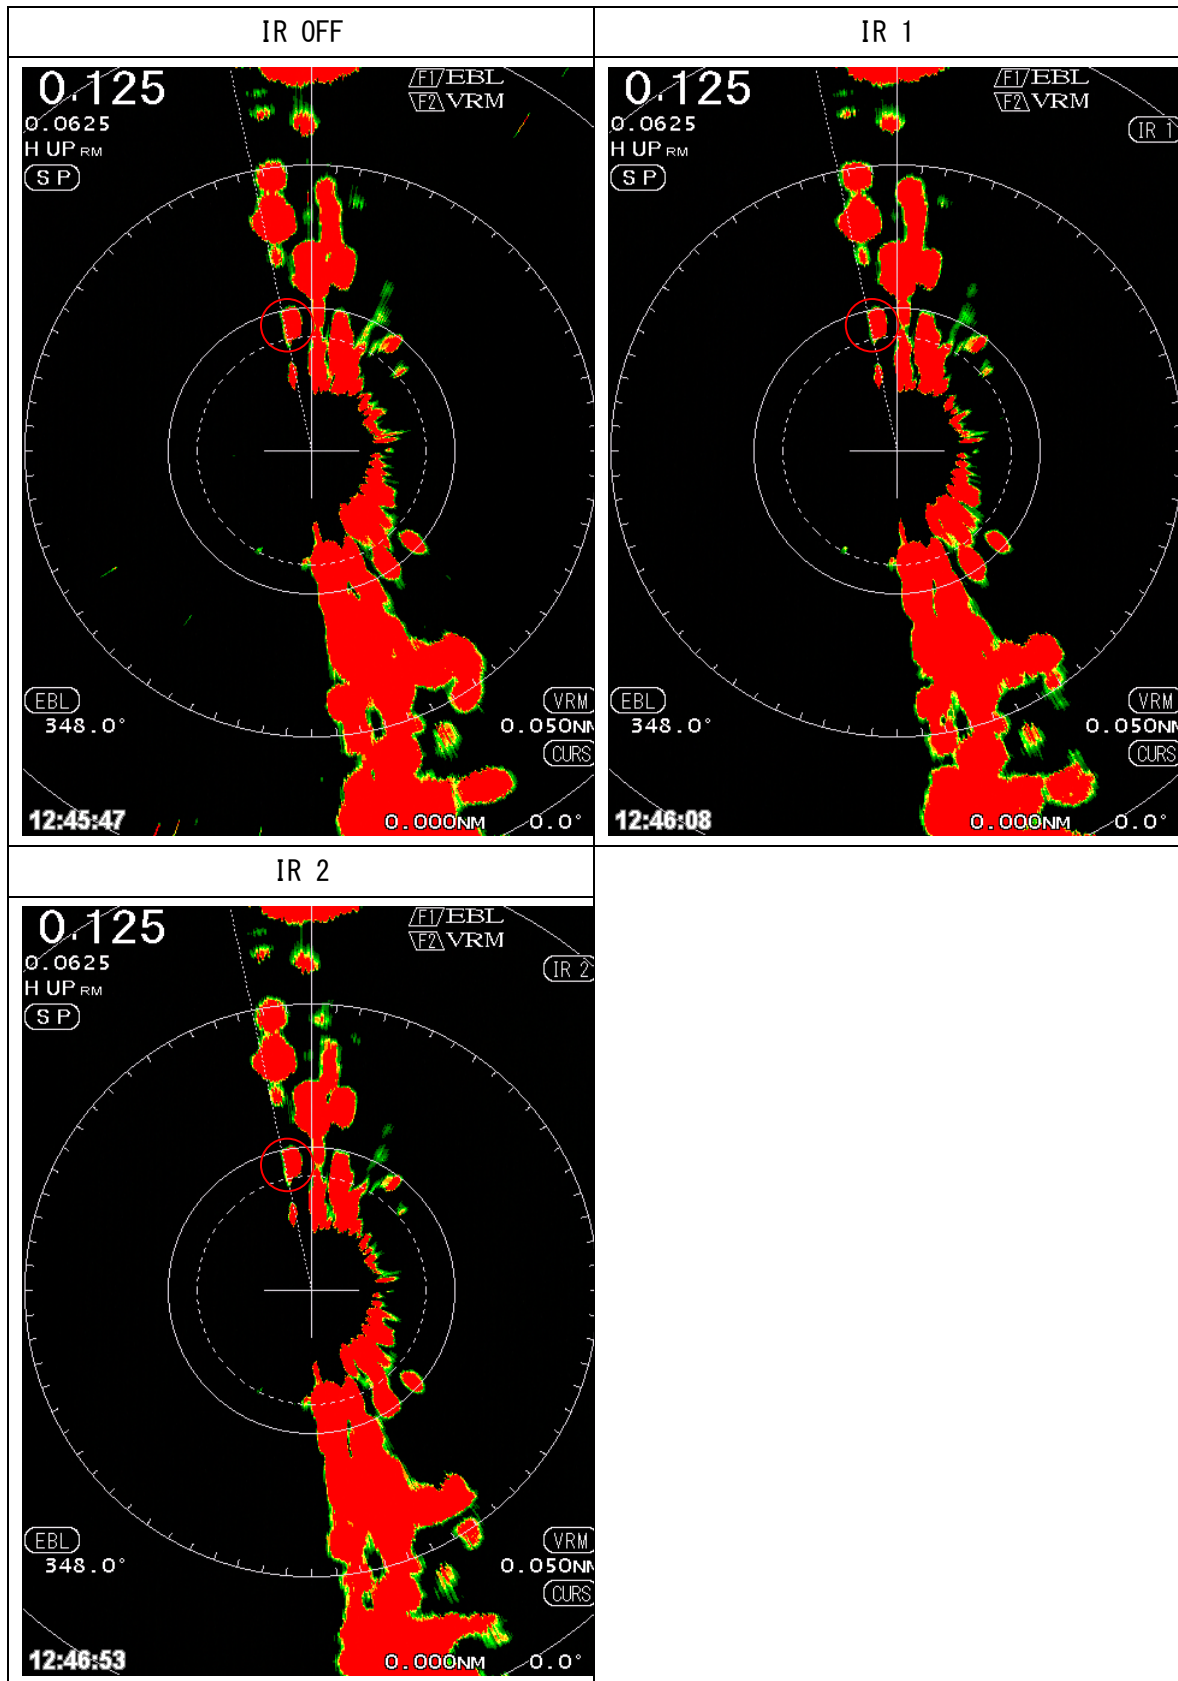 IR OFF
IR 1
0.125
F1 EBL
F2 VRM
0.0625
H UP RM
S P
EBL
348.0°
VRM
0.050NM
CURS
12:45:47
0.000NM
0.0°
0.125
F1 EBL
F2 VRM
0.0625
IR 1
H UP RM
S P
EBL
348.0°
VRM
0.050NM
CURS
12:46:08
0.000NM
0.0°
IR 2
0.125
F1 EBL
F2 VRM
0.0625
IR 2
H UP RM
S P
EBL
348.0°
VRM
0.050NM
CURS
12:46:53
0.000NM
0.0°